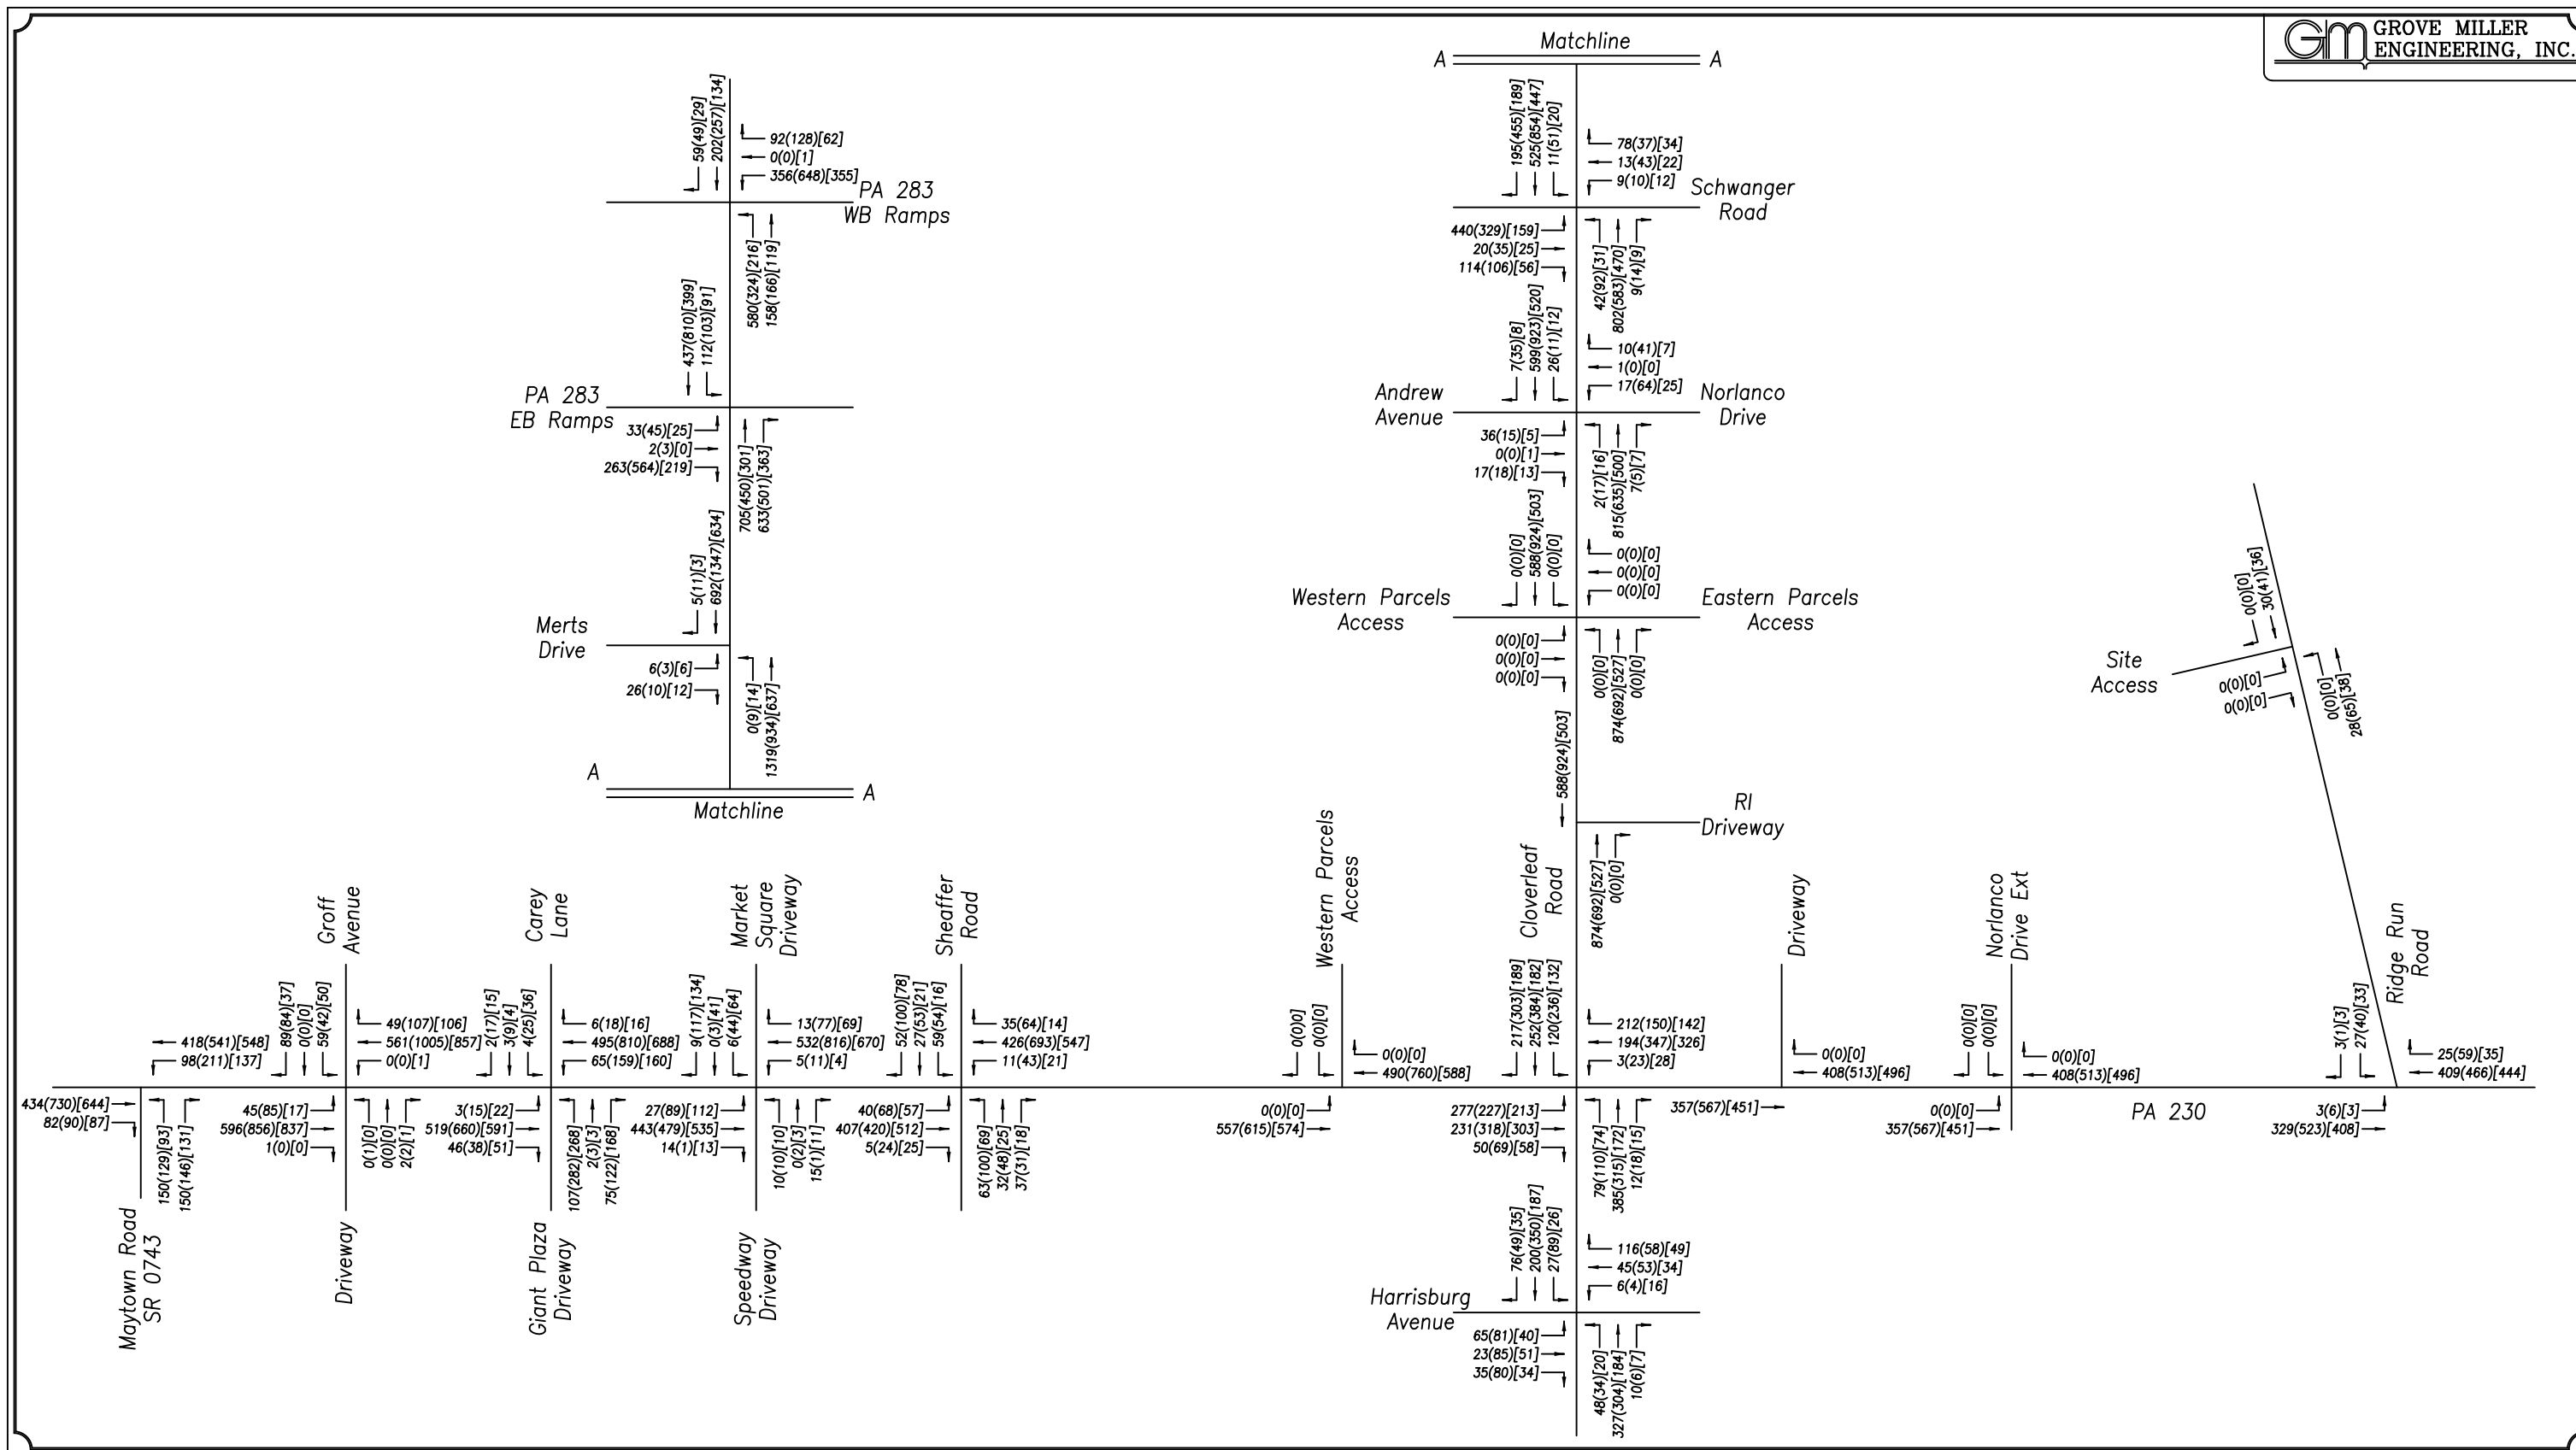 GM GROVE MILLER
ENGINEERING, INC.
59(49)[29]
202(257)[134]
92(128)[62]
0(0)[1]
356(648)[355]
PA 283
WB Ramps
580(324)[216]
158(166)[119]
437(810)[399]
112(103)[91]
PA 283
EB Ramps
33(45)[25]
2(3)[0]
263(564)[219]
705(450)[301]
633(501)[363]
5(11)[3]
692(1347)[634]
Merts
Drive
6(3)[6]
26(10)[12]
0(9)[14]
1319(934)[637]
A
A
Matchline
Matchline
A
A
195(455)[189]
525(854)[447]
11(51)[20]
78(37)[34]
13(43)[22]
9(10)[12]
Schwanger
Road
440(329)[159]
20(35)[25]
114(106)[56]
42(92)[31]
802(583)[470]
9(14)[9]
7(35)[8]
599(923)[520]
26(11)[12]
10(41)[7]
1(0)[0]
17(64)[25]
Andrew
Avenue
Norlanco
Drive
36(15)[5]
0(0)[1]
17(18)[13]
2(17)[16]
815(635)[500]
7(5)[7]
0(0)[0]
588(924)[503]
0(0)[0]
0(0)[0]
0(0)[0]
0(0)[0]
Western Parcels
Access
Eastern Parcels
Access
0(0)[0]
0(0)[0]
0(0)[0]
0(0)[0]
874(692)[527]
0(0)[0]
588(924)[503]
RI
Driveway
874(692)[527]
0(0)[0]
0(0)[0]
30(41)[36]
Site
Access
0(0)[0]
0(0)[0]
0(0)[0]
28(65)[38]
418(541)[548]
98(211)[137]
434(730)[644]
82(90)[87]
150(129)[93]
150(146)[131]
Maytown Road
SR 0743
Groff
Avenue
89(84)[37]
0(0)[0]
59(42)[50]
49(107)[106]
561(1005)[857]
0(0)[1]
45(85)[17]
596(856)[837]
1(0)[0]
0(1)[0]
0(0)[0]
2(2)[1]
Driveway
Carey
Lane
2(17)[15]
3(9)[4]
4(25)[36]
6(18)[16]
495(810)[688]
65(159)[160]
3(15)[22]
519(660)[591]
46(38)[51]
107(282)[268]
2(3)[3]
75(122)[168]
Giant Plaza
Driveway
Market
Square
Driveway
9(117)[134]
0(3)[41]
6(44)[64]
13(77)[69]
532(816)[670]
5(11)[4]
27(89)[112]
443(479)[535]
14(1)[13]
10(10)[10]
0(2)[3]
15(1)[11]
Speedway
Driveway
Sheaffer
Road
522(100)[78]
27(53)[21]
59(54)[16]
35(64)[14]
426(693)[547]
11(43)[21]
40(68)[57]
407(420)[512]
5(24)[25]
63(100)[69]
32(48)[25]
37(31)[18]
Western Parcels
Access
0(0)[0]
0(0)[0]
0(0)[0]
490(760)[588]
0(0)[0]
557(615)[574]
Cloverleaf
Road
217(303)[189]
252(384)[182]
120(236)[132]
212(150)[142]
194(347)[326]
3(23)[28]
277(227)[213]
231(318)[303]
50(69)[58]
79(110)[74]
385(315)[172]
12(18)[15]
Driveway
0(0)[0]
408(513)[496]
357(567)[451]
Norlanco
Drive Ext
0(0)[0]
0(0)[0]
0(0)[0]
408(513)[496]
0(0)[0]
357(567)[451]
PA 230
Ridge Run
Road
3(1)[3]
27(40)[33]
25(59)[35]
409(466)[444]
3(6)[3]
329(523)[408]
76(49)[35]
200(350)[187]
27(89)[26]
116(58)[49]
45(53)[34]
6(4)[16]
Harrisburg
Avenue
65(81)[40]
23(85)[51]
35(80)[34]
48(34)[20]
327(304)[184]
10(6)[7]